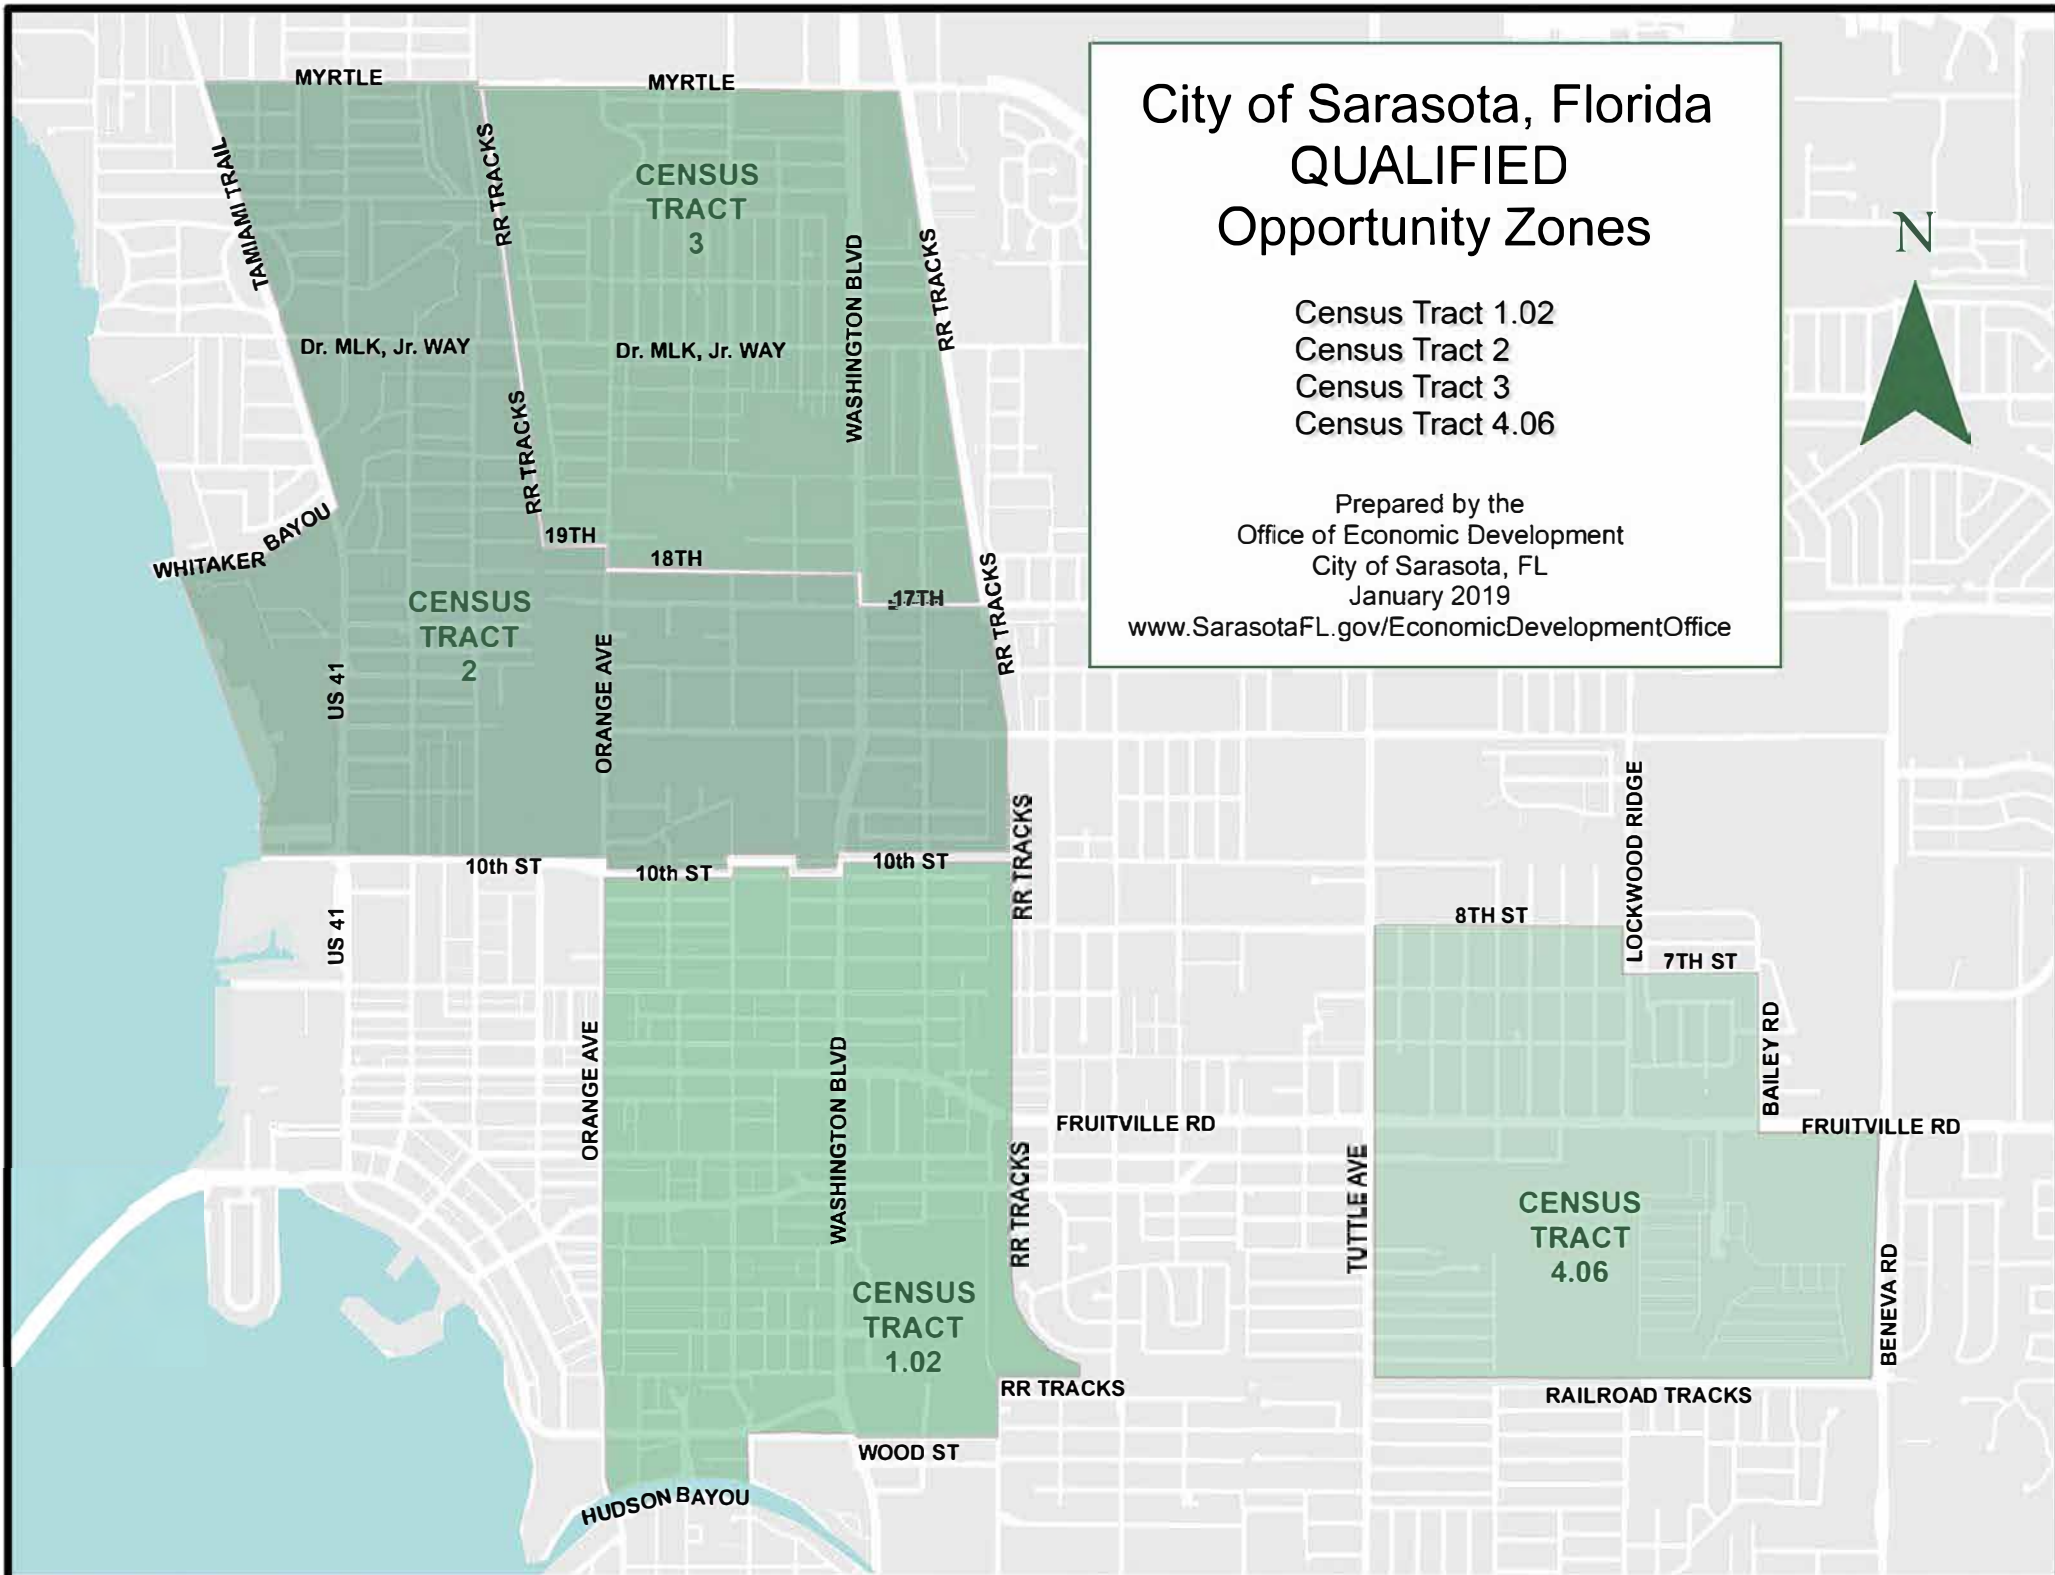 City of Sarasota, Florida
QUALIFIED
Opportunity Zones
Census Tract 1.02
Census Tract 2
Census Tract 3
Census Tract 4.06
Prepared by the
Office of Economic Development
City of Sarasota, FL
January 2019
www.SarasotaFL.gov/EconomicDevelopmentOffice
N
MYRTLE
MYRTLE
TAMIAMI TRAIL
RR TRACKS
CENSUS
TRACT
3
WASHINGTON BLVD
RR TRACKS
Dr. MLK, Jr. WAY
Dr. MLK, Jr. WAY
RR TRACKS
WHITAKER BAYOU
19TH
18TH
17TH
RR TRACKS
CENSUS
TRACT
2
US 41
ORANGE AVE
RR TRACKS
10th ST
10th ST
10th ST
US 41
LOCKWOOD RIDGE
8TH ST
7TH ST
BAILEY RD
ORANGE AVE
WASHINGTON BLVD
FRUITVILLE RD
FRUITVILLE RD
RR TRACKS
TUTTLE AVE
CENSUS
TRACT
4.06
BENEVA RD
CENSUS
TRACT
1.02
RR TRACKS
RAILROAD TRACKS
WOOD ST
HUDSON BAYOU